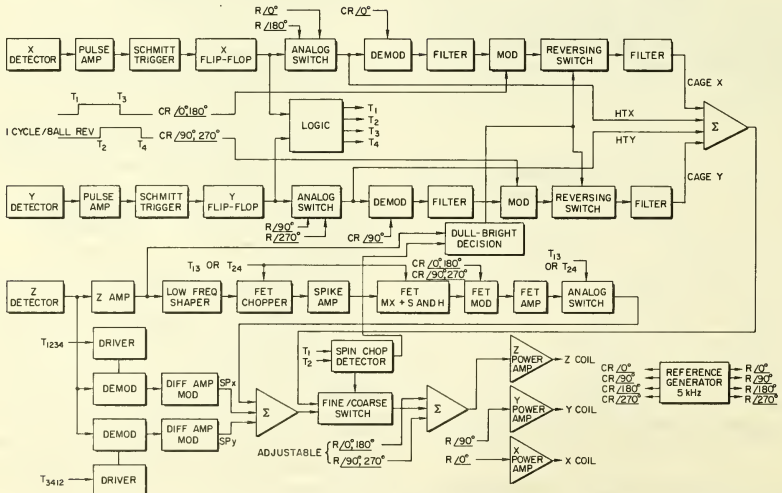 R/0°
R/180°
CR/0°
X DETECTOR
PULSE AMP
SCHMITT TRIGGER
X FLIP-FLOP
ANALOG SWITCH
DEMOD
FILTER
MOD
REVERSING SWITCH
FILTER
CAGE X
T1
T3
CR/0°,180°
1 CYCLE/BALL REV
T2
T4
CR/90°,270°
LOGIC
T1
T2
T3
T4
HTX
HTY
Σ
CAGE Y
Y DETECTOR
PULSE AMP
SCHMITT TRIGGER
Y FLIP-FLOP
ANALOG SWITCH
DEMOD
FILTER
MOD
REVERSING SWITCH
FILTER
R/90°
R/270°
CR/90°
DULL-BRIGHT DECISION
T13 OR T24
CR/0°,180°
CR/90°,270°
T13
OR T24
Z DETECTOR
Z AMP
LOW FREQ SHAPER
FET CHOPPER
SPIKE AMP
FET MX + S AND H
FET MOD
FET AMP
ANALOG SWITCH
T1234
DRIVER
DEMOD
DIFF AMP MOD
SPx
DEMOD
DIFF AMP MOD
SPy
T3412
DRIVER
Σ
T1
T2
SPIN CHOP DETECTOR
FINE/COARSE SWITCH
Σ
ADJUSTABLE
R/0°,180°
R/90°,270°
Z POWER AMP
Z COIL
R/90°
Y POWER AMP
Y COIL
R/0°
X POWER AMP
X COIL
CR/0°
CR/90°
CR/180°
CR/270°
REFERENCE GENERATOR 5 kHz
R/0°
R/90°
R/180°
R/270°